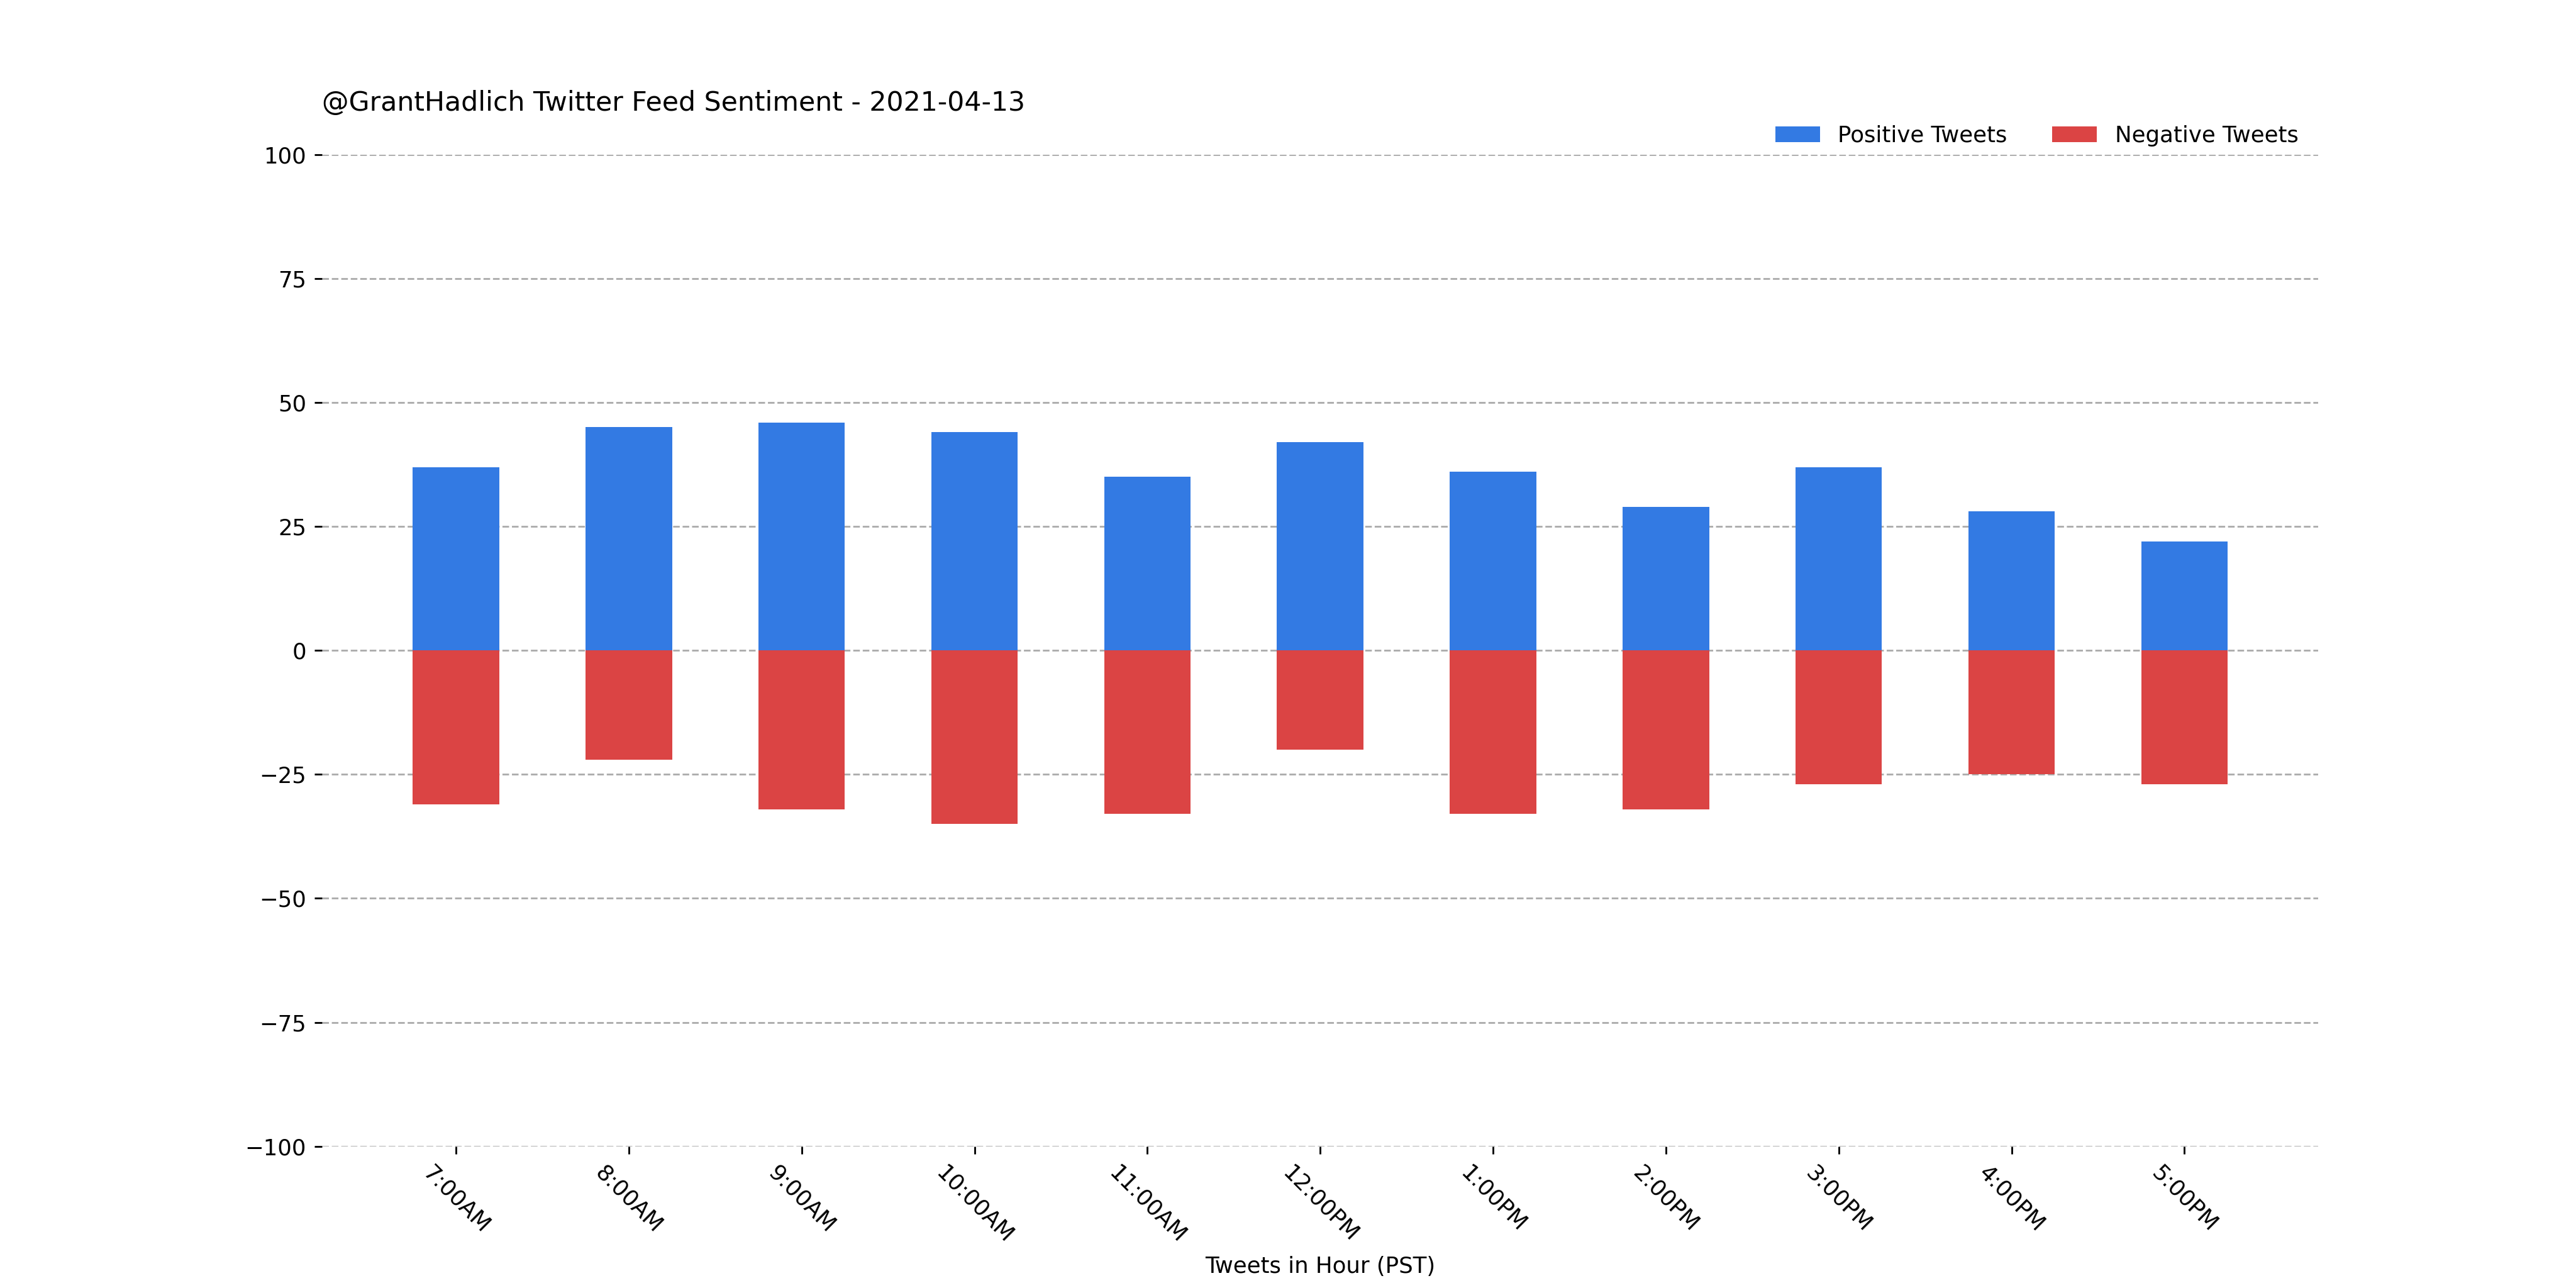 @GrantHadlich Twitter Feed Sentiment - 2021-04-13
Positive Tweets
Negative Tweets
100
75
50
25
0
−25
−50
−75
−100
7:00AM
8:00AM
9:00AM
10:00AM
11:00AM
12:00PM
1:00PM
2:00PM
3:00PM
4:00PM
5:00PM
Tweets in Hour (PST)